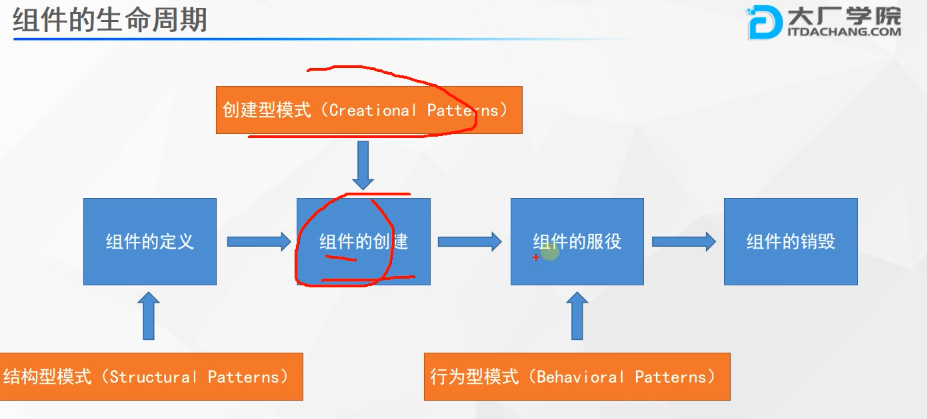 组件的生命周期
大厂学院
ITDACHANG.COM
创建型模式（Creational Patterns）
组件的定义
组件的创建
组件的服役
组件的销毁
结构型模式（Structural Patterns）
行为型模式（Behavioral Patterns）